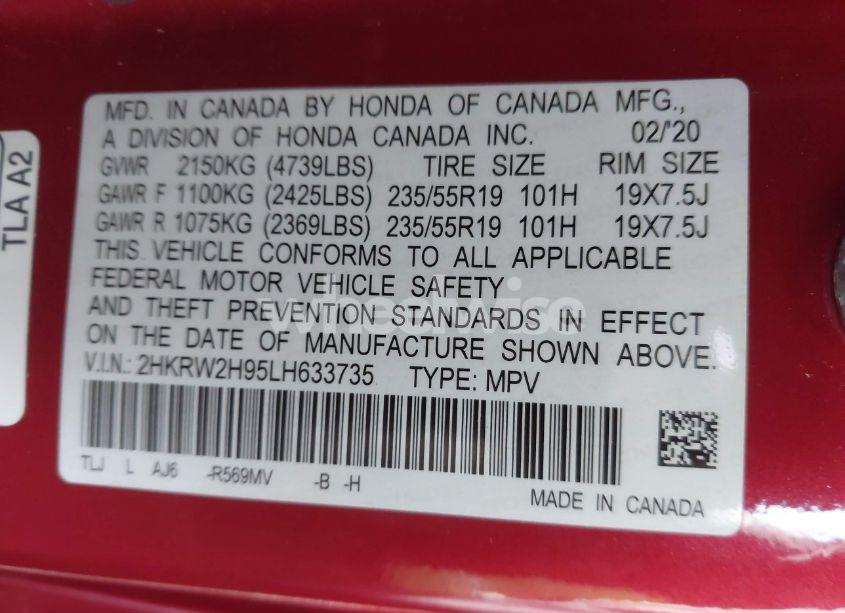 MFD. IN CANADA BY HONDA OF CANADA MFG.,
A DIVISION OF HONDA CANADA INC. 02/'20
GVWR 2150KG (4739LBS) TIRE SIZE RIM SIZE
GAWR F 1100KG (2425LBS) 235/55R19 101H 19X7.5J
GAWR R 1075KG (2369LBS) 235/55R19 101H 19X7.5J
THIS VEHICLE CONFORMS TO ALL APPLICABLE
FEDERAL MOTOR VEHICLE SAFETY
AND THEFT PREVENTION STANDARDS IN EFFECT
ON THE DATE OF MANUFACTURE SHOWN ABOVE.
V.I.N.: 2HKRW2H95LH633735 TYPE: MPV
TLJ L AJ6 -R569MV -B -H
MADE IN CANADA
TLA A2
wheelwise